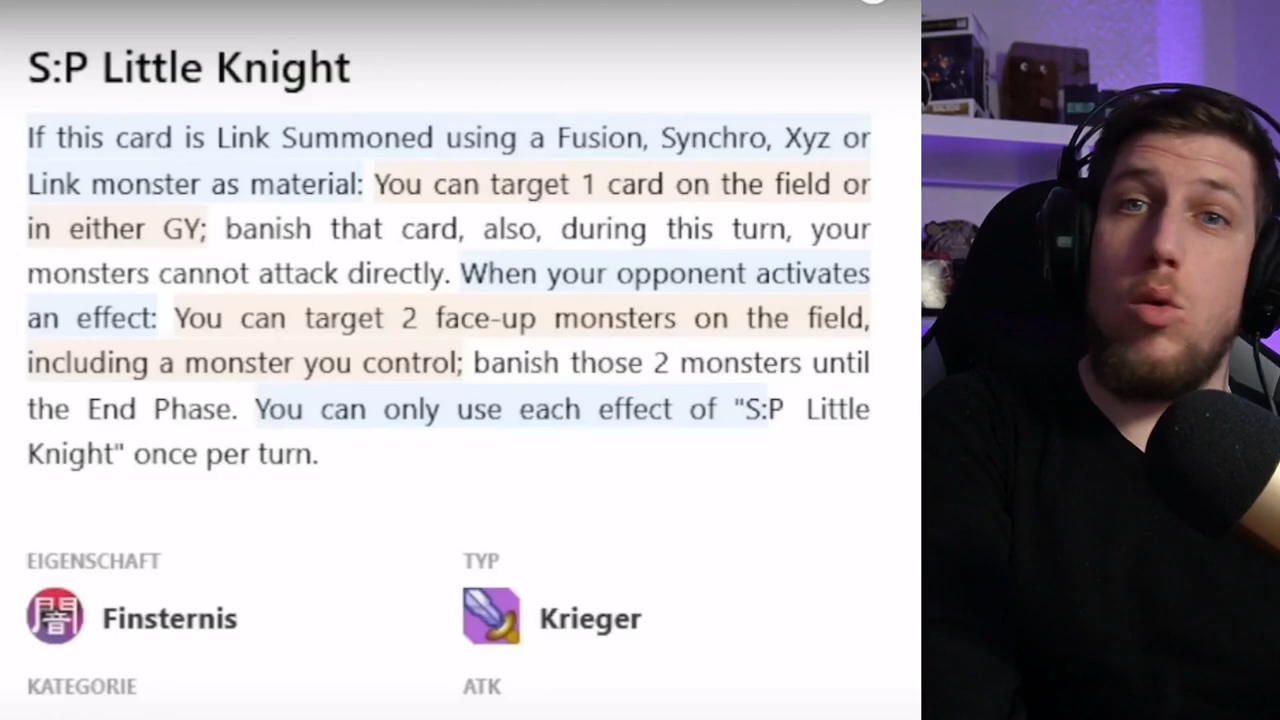 S:P Little Knight
If this card is Link Summoned using a Fusion, Synchro, Xyz or
Link monster as material: You can target 1 card on the field or
in either GY; banish that card, also, during this turn, your
monsters cannot attack directly. When your opponent activates
an effect: You can target 2 face-up monsters on the field,
including a monster you control; banish those 2 monsters until
the End Phase. You can only use each effect of "S:P Little
Knight" once per turn.
EIGENSCHAFT
TYP
闇
Finsternis
Krieger
KATEGORIE
ATK